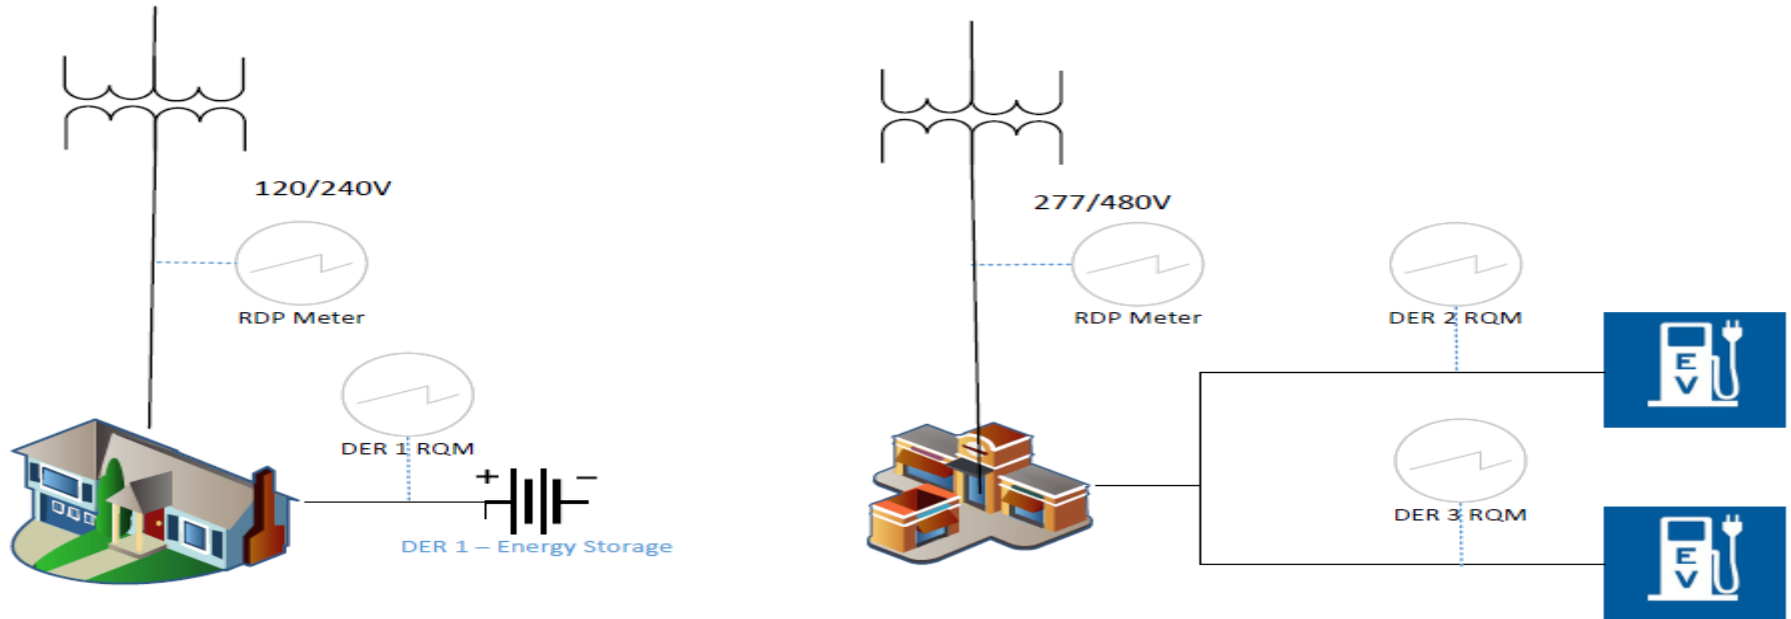 120/240V
RDP Meter
DER 1 RQM
+ –
DER 1 – Energy Storage
277/480V
RDP Meter
DER 2 RQM
E
V
DER 3 RQM
E
V